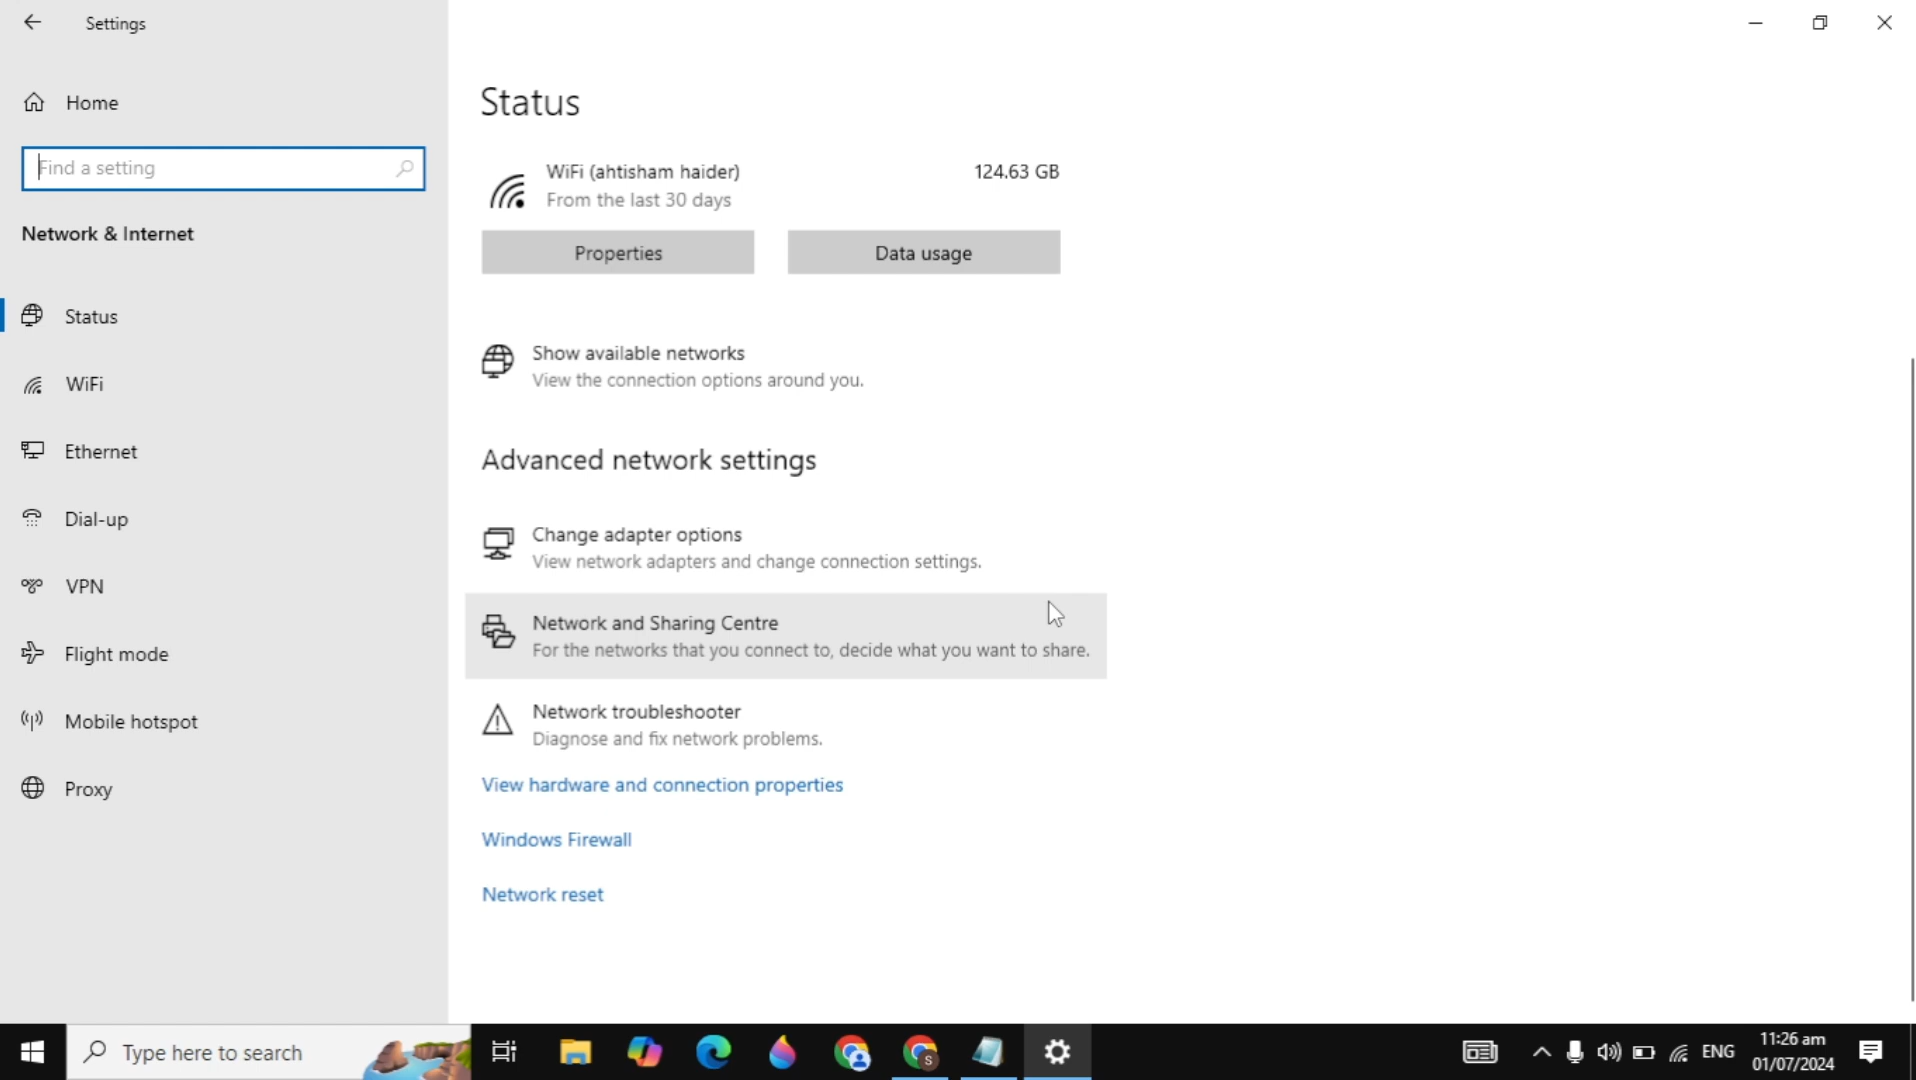 Settings
Home
Find a setting
Network & Internet
Status
WiFi
Ethernet
Dial-up
VPN
Flight mode
Mobile hotspot
Proxy
Status
WiFi (ahtisham haider)
124.63 GB
From the last 30 days
Properties
Data usage
Show available networks
View the connection options around you.
Advanced network settings
Change adapter options
View network adapters and change connection settings.
Network and Sharing Centre
For the networks that you connect to, decide what you want to share.
Network troubleshooter
Diagnose and fix network problems.
View hardware and connection properties
Windows Firewall
Network reset
Type here to search
S
ENG
11:26 am
01/07/2024